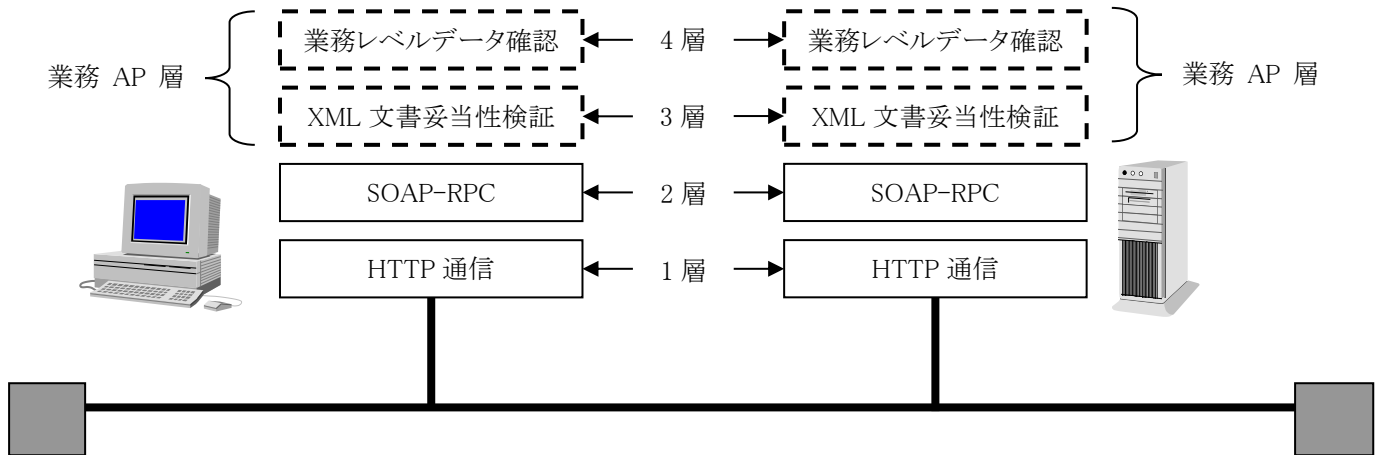 業務レベルデータ確認 4 層 業務レベルデータ確認
業務 AP 層 業務 AP 層
XML 文書妥当性検証 3 層 XML 文書妥当性検証
SOAP-RPC 2 層 SOAP-RPC
HTTP 通信 1 層 HTTP 通信